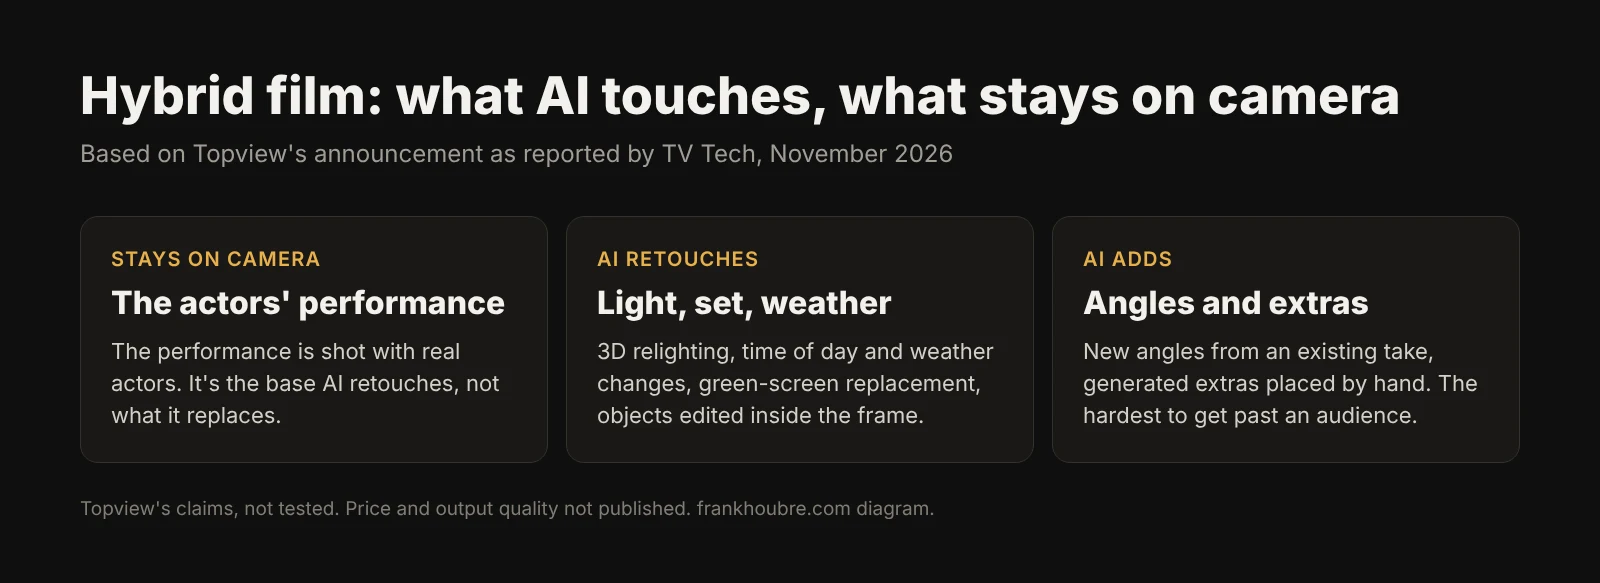 Hybrid film: what AI touches, what stays on camera
Based on Topview's announcement as reported by TV Tech, November 2026
STAYS ON CAMERA
The actors' performance
The performance is shot with real
actors. It's the base AI retouches, not
what it replaces.
AI RETOUCHES
Light, set, weather
3D relighting, time of day and weather
changes, green-screen replacement,
objects edited inside the frame.
AI ADDS
Angles and extras
New angles from an existing take,
generated extras placed by hand. The
hardest to get past an audience.
Topview's claims, not tested. Price and output quality not published. frankhoubre.com diagram.